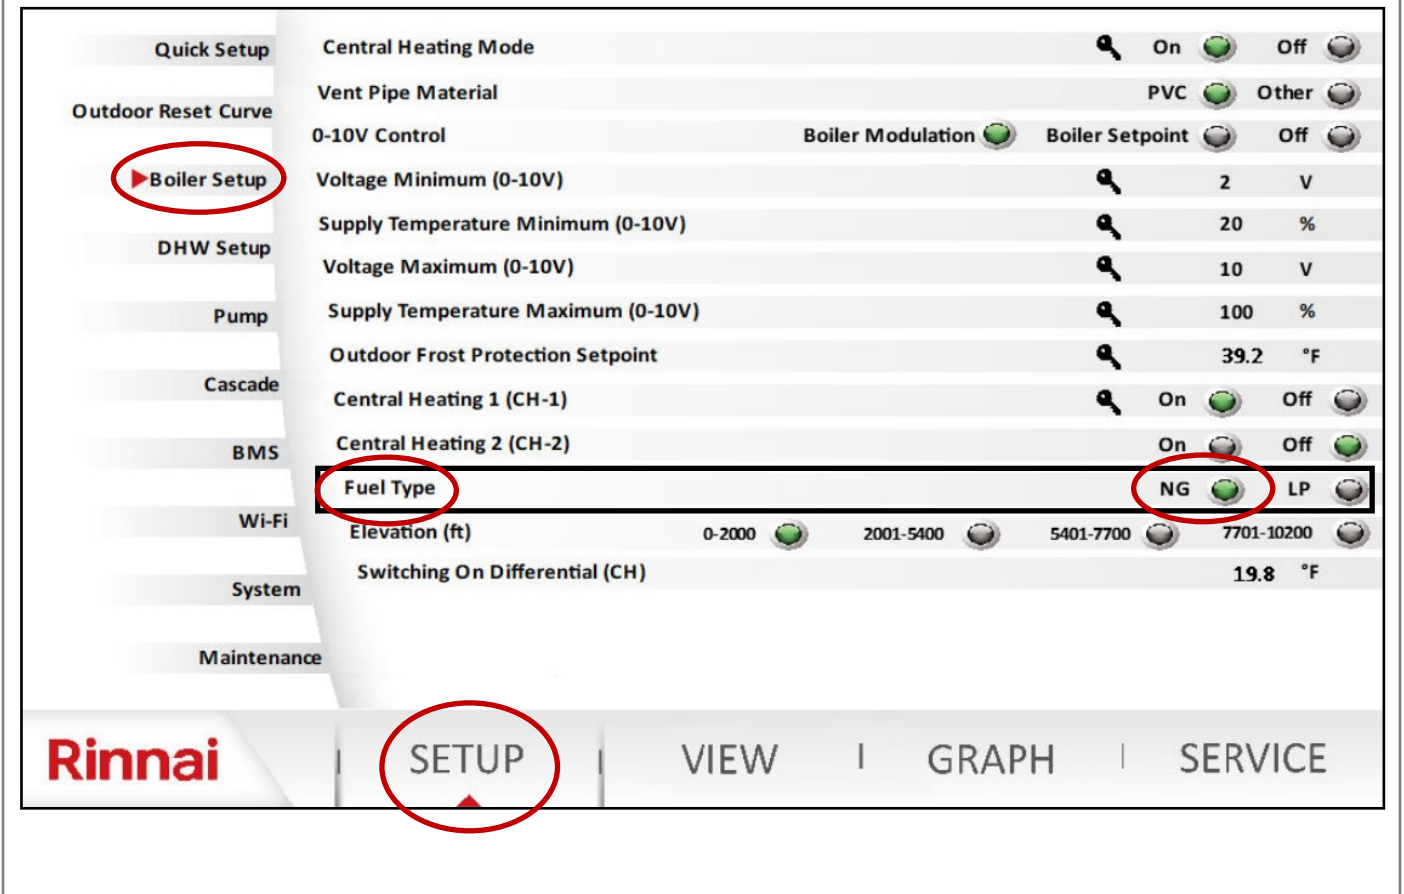 Quick Setup
Outdoor Reset Curve
Boiler Setup
DHW Setup
Pump
Cascade
BMS
Wi-Fi
System
Maintenance
Central Heating Mode On Off
Vent Pipe Material PVC Other
0-10V Control Boiler Modulation Boiler Setpoint Off
Voltage Minimum (0-10V) 2 V
Supply Temperature Minimum (0-10V) 20 %
Voltage Maximum (0-10V) 10 V
Supply Temperature Maximum (0-10V) 100 %
Outdoor Frost Protection Setpoint 39.2 °F
Central Heating 1 (CH-1) On Off
Central Heating 2 (CH-2) On Off
Fuel Type NG LP
Elevation (ft) 0-2000 2001-5400 5401-7700 7701-10200
Switching On Differential (CH) 19.8 °F
Rinnai | SETUP | VIEW | GRAPH | SERVICE